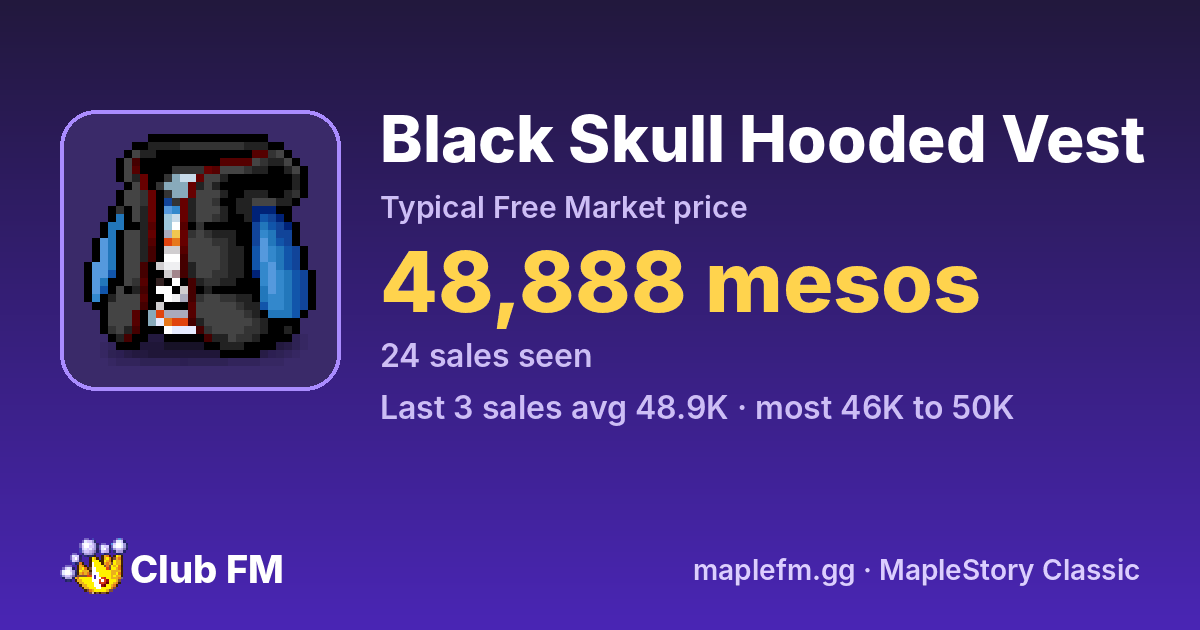 Black Skull Hooded Vest
Typical Free Market price
48,888 mesos
24 sales seen
Last 3 sales avg 48.9K · most 46K to 50K
Club FM
maplefm.gg · MapleStory Classic